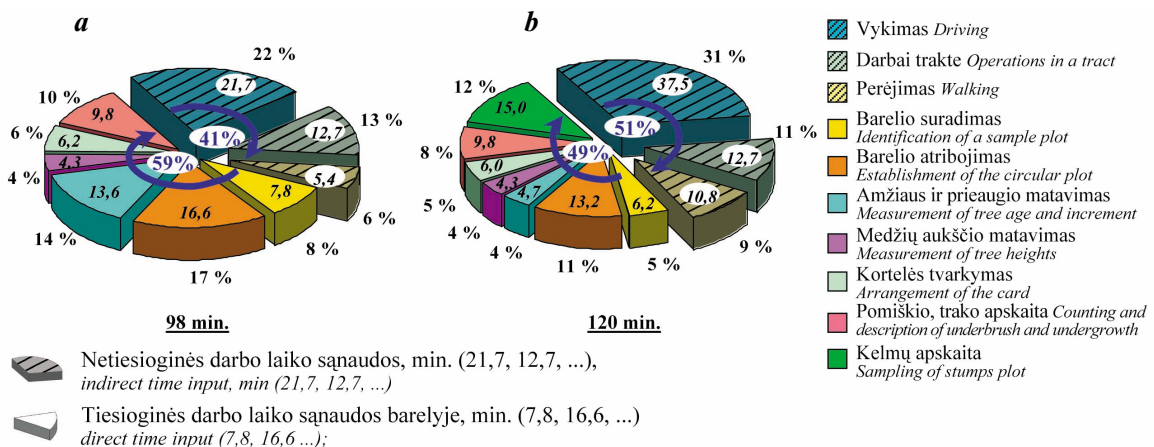 a
22 %
21,7
10 %
9,8
41%
12,7
13 %
6 %
6,2
59%
4 %
4,3
5,4
6 %
13,6
7,8
14 %
16,6
8 %
17 %
98 min.
b
31 %
37,5
12 %
15,0
51%
11 %
9,8
8 %
49%
12,7
6,0
5 %
4,3
4,7
10,8
4 %
13,2
6,2
9 %
4 %
11 %
5 %
120 min.
Vykimas Driving
Darbai trakte Operations in a tract
Perėjimas Walking
Barelio suradimas
Identification of a sample plot
Barelio atribojimas
Establishment of the circular plot
Amžiaus ir prieaugio matavimas
Measurement of tree age and increment
Medžių aukščio matavimas
Measurement of tree heights
Kortelės tvarkymas
Arrangement of the card
Pomiškio, trako apskaita Counting and
description of underbrush and undergrowth
Kelmų apskaita
Sampling of stumps plot
Netiesioginės darbo laiko sąnaudos, min. (21,7, 12,7, ...),
indirect time input, min (21,7, 12,7, ...)
Tiesioginės darbo laiko sąnaudos barelyje, min. (7,8, 16,6, ...)
direct time input (7,8, 16,6 ...);